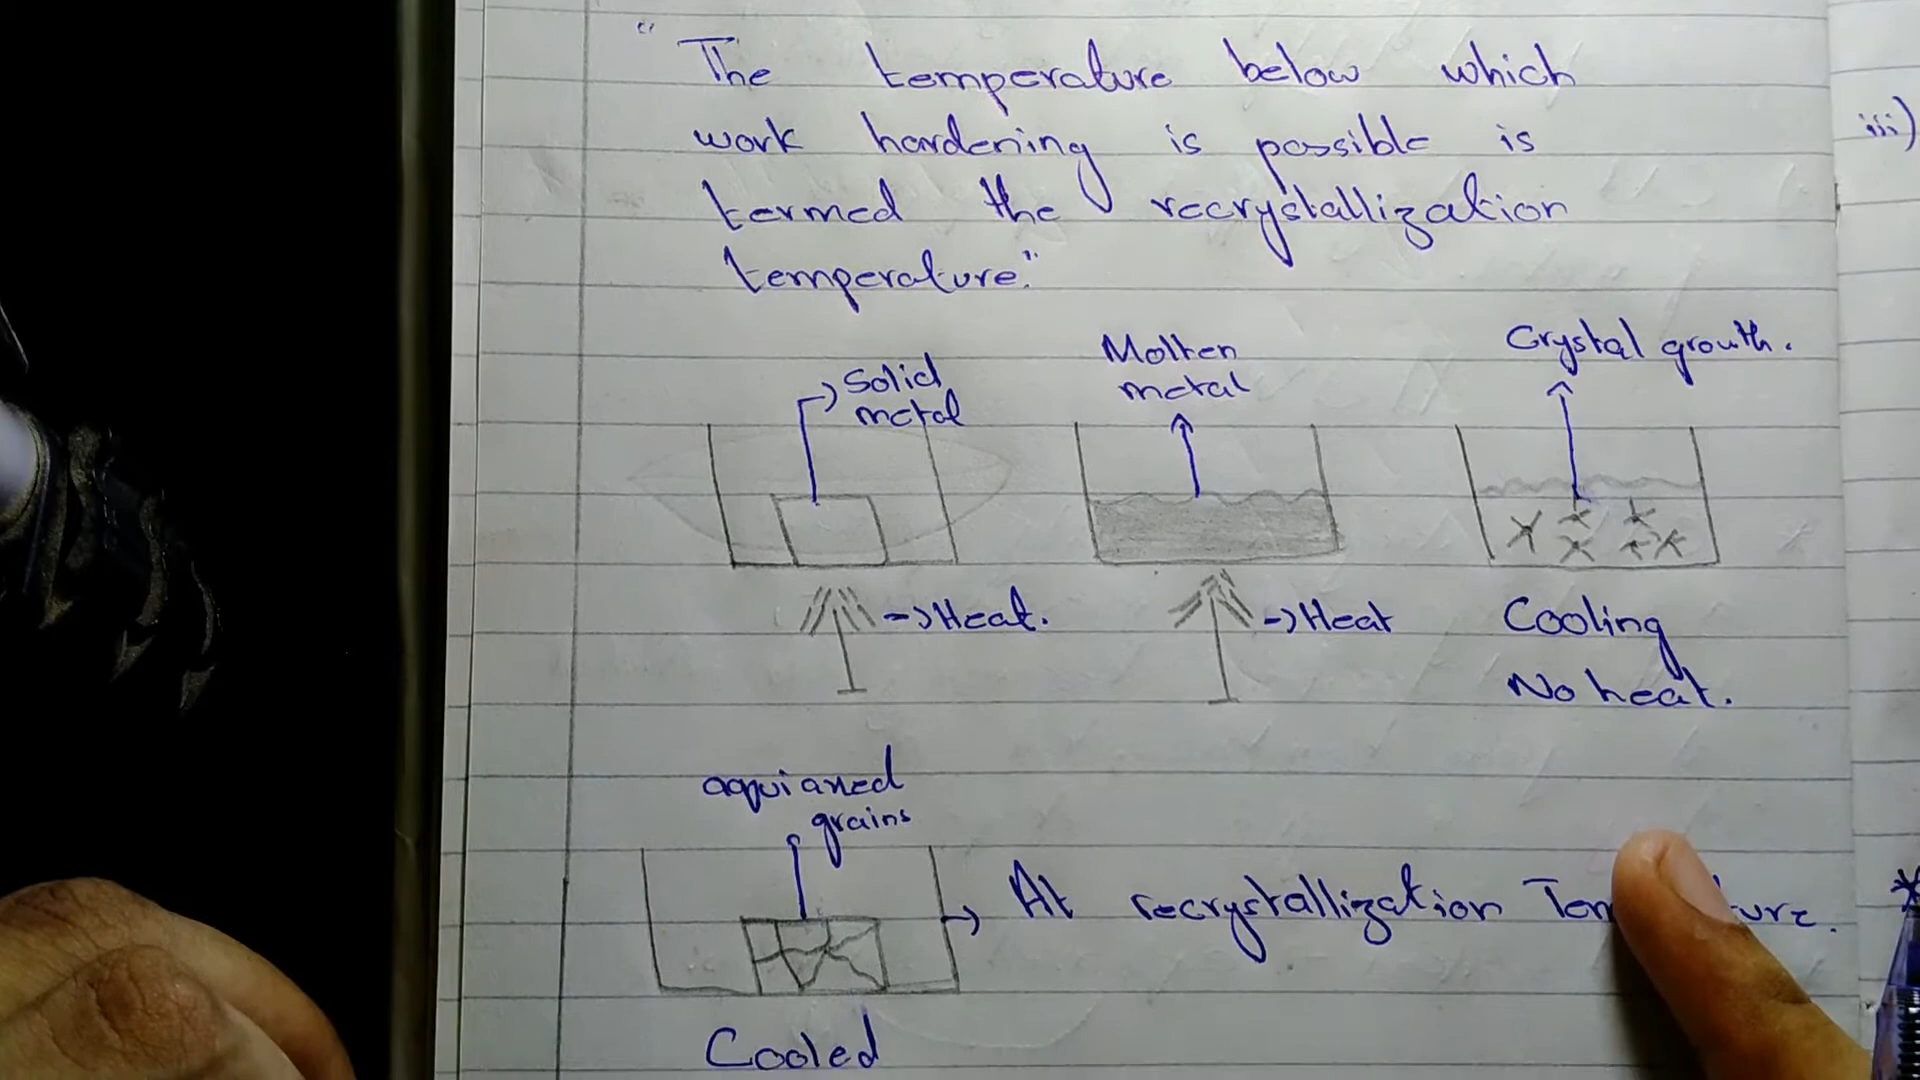 "The temperature below which
work hardening is possible is
termed the recrystallization
temperature."
Solid
metal
Molten
metal
Crystal growth.
→Heat.
→Heat
Cooling
No heat.
aquiaxed
grains
→ At recrystallization
Cooled
iii)